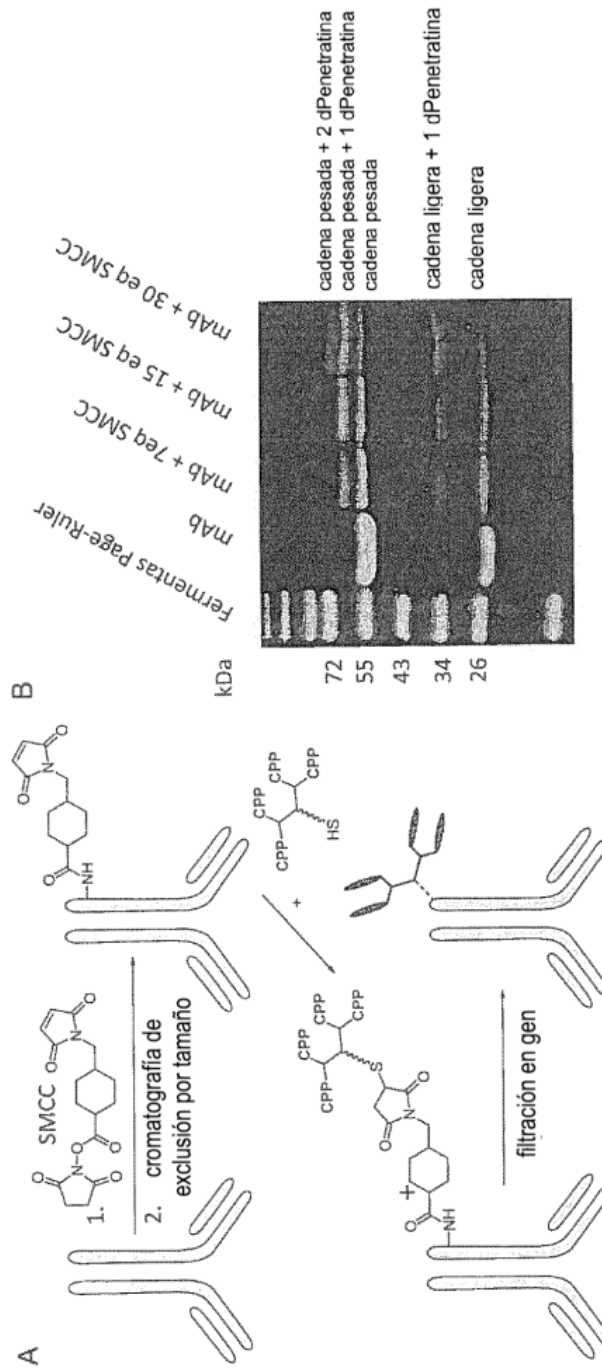 A
1.
SMCC
2. cromatografía de
exclusión por tamaño
N
O
O
O
O
O
N
O
O
O
N
O
O
NH
+
CPP
CPP
CPP
CPP
HS
CPP
CPP
CPP
CPP
S
O
N
O
+
O
NH
filtración en gen
B
Fermentas Page-Ruler
mAb
mAb + 7eq SMCC
mAb + 15 eq SMCC
mAb + 30 eq SMCC
kDa
72
55
43
34
26
cadena pesada + 2 dPenetratina
cadena pesada + 1 dPenetratina
cadena pesada
cadena ligera + 1 dPenetratina
cadena ligera